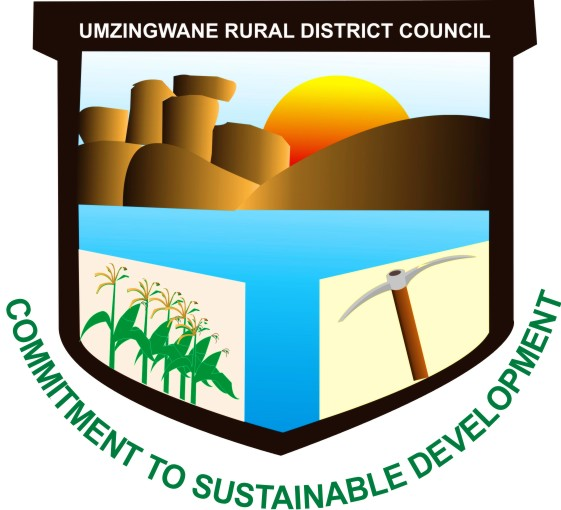 UMZINGWANE RURAL DISTRICT COUNCIL
COMMITMENT TO SUSTAINABLE DEVELOPMENT